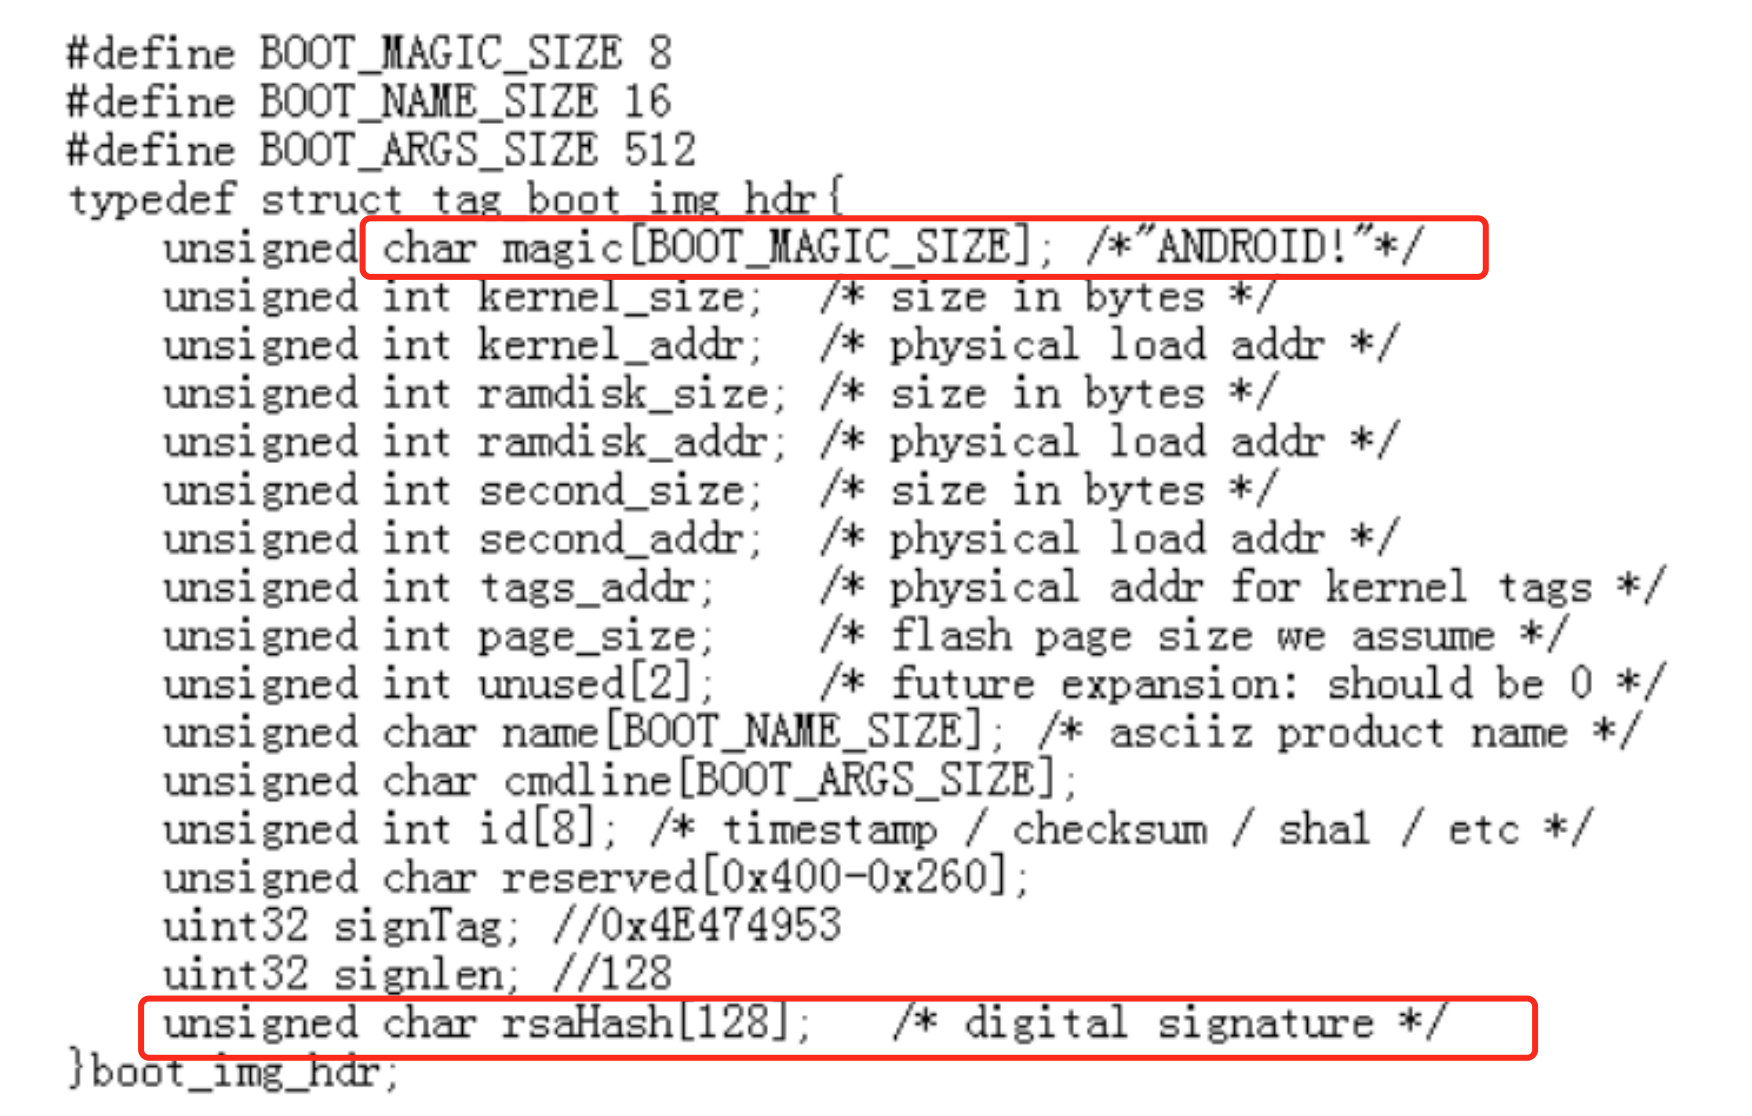 #define BOOT_MAGIC_SIZE 8
#define BOOT_NAME_SIZE 16
#define BOOT_ARGS_SIZE 512
typedef struct tag_boot_img_hdr{
    unsigned char magic[BOOT_MAGIC_SIZE]; /*"ANDROID!"*/
    unsigned int kernel_size;  /* size in bytes */
    unsigned int kernel_addr;  /* physical load addr */
    unsigned int ramdisk_size; /* size in bytes */
    unsigned int ramdisk_addr; /* physical load addr */
    unsigned int second_size;  /* size in bytes */
    unsigned int second_addr;  /* physical load addr */
    unsigned int tags_addr;    /* physical addr for kernel tags */
    unsigned int page_size;    /* flash page size we assume */
    unsigned int unused[2];    /* future expansion: should be 0 */
    unsigned char name[BOOT_NAME_SIZE]; /* asciiz product name */
    unsigned char cmdline[BOOT_ARGS_SIZE];
    unsigned int id[8]; /* timestamp / checksum / sha1 / etc */
    unsigned char reserved[0x400-0x260];
    uint32 signTag; //0x4E474953
    uint32 signlen; //128
    unsigned char rsaHash[128];   /* digital signature */
}boot_img_hdr;